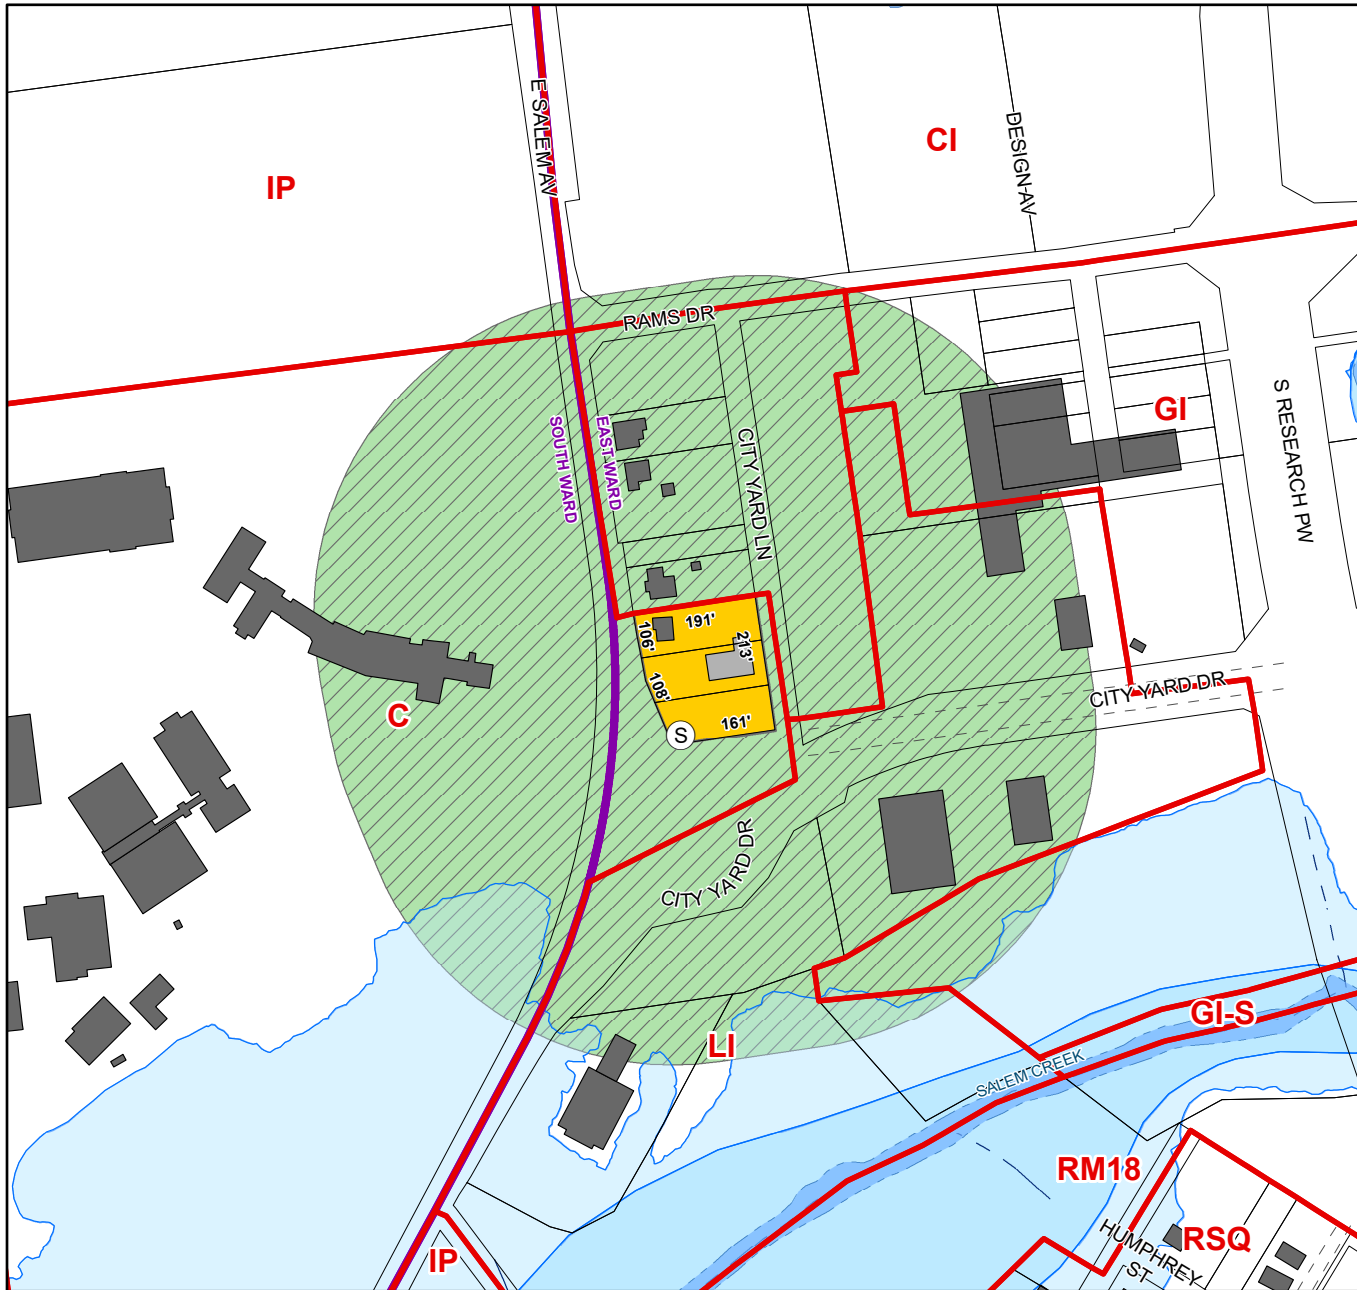 E SALEM AV
CI
DESIGN AV
IP
RAMS DR
S RESEARCH PW
GI
SOUTH WARD
EAST WARD
CITY YARD LN
191'
106'
213'
108'
161'
S
C
CITY YARD DR
CITY YARD DR
GI-S
LI
SALEM CREEK
RM18
HUMPHREY
ST
RSQ
IP